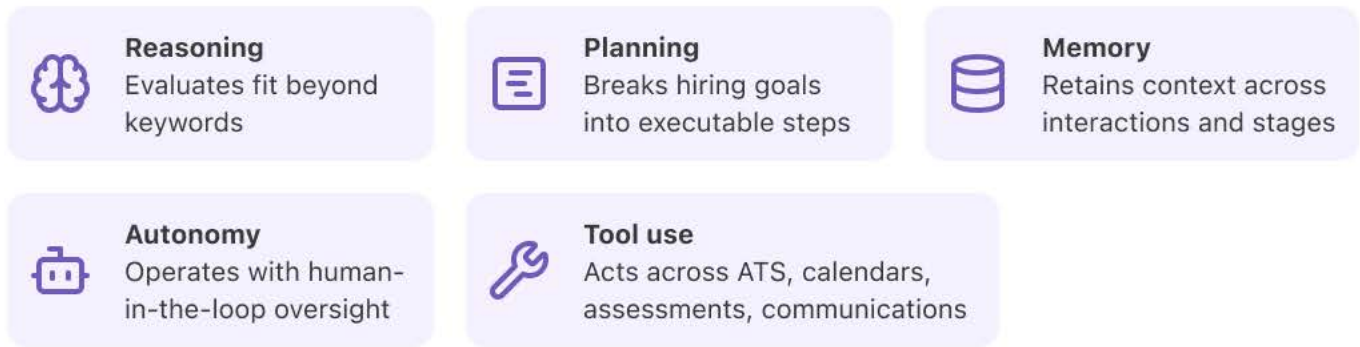 Reasoning
Evaluates fit beyond
keywords
Planning
Breaks hiring goals
into executable steps
Memory
Retains context across
interactions and stages
Autonomy
Operates with human-
in-the-loop oversight
Tool use
Acts across ATS, calendars,
assessments, communications